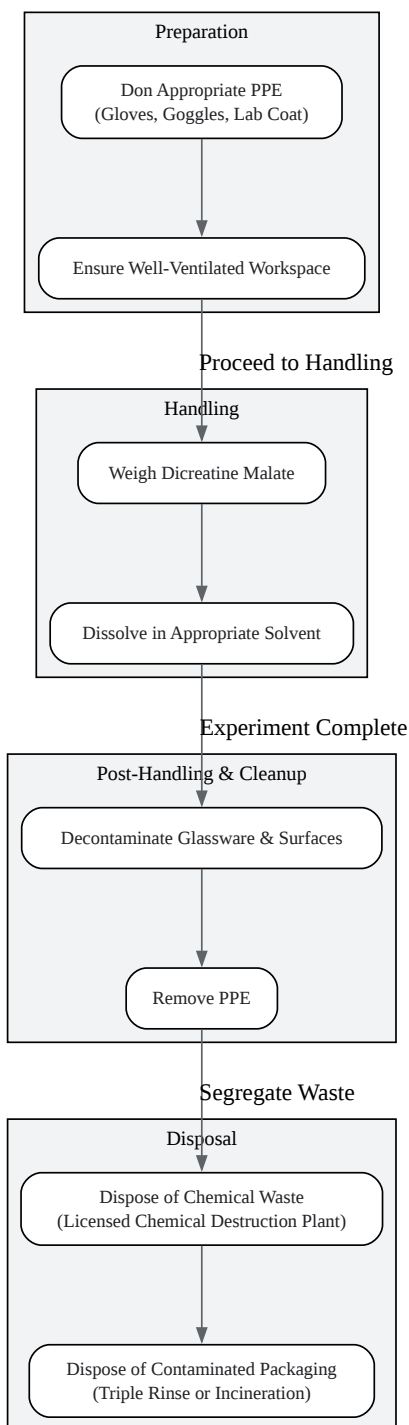 Preparation
Don Appropriate PPE
(Gloves, Goggles, Lab Coat)
Ensure Well-Ventilated Workspace
Proceed to Handling
Handling
Weigh Dicreatine Malate
Dissolve in Appropriate Solvent
Experiment Complete
Post-Handling & Cleanup
Decontaminate Glassware & Surfaces
Remove PPE
Segregate Waste
Disposal
Dispose of Chemical Waste
(Licensed Chemical Destruction Plant)
Dispose of Contaminated Packaging
(Triple Rinse or Incineration)